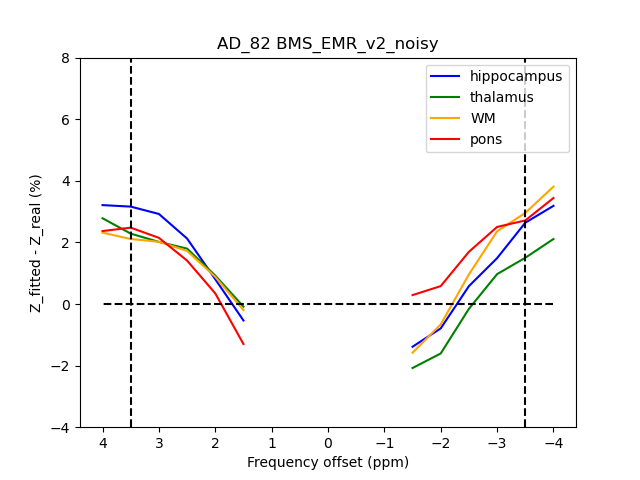 AD_82 BMS_EMR_v2_noisy
Z_fitted - Z_real (%)
8
6
4
2
0
−2
−4
hippocampus
thalamus
WM
pons
4 3 2 1 0 −1 −2 −3 −4
Frequency offset (ppm)